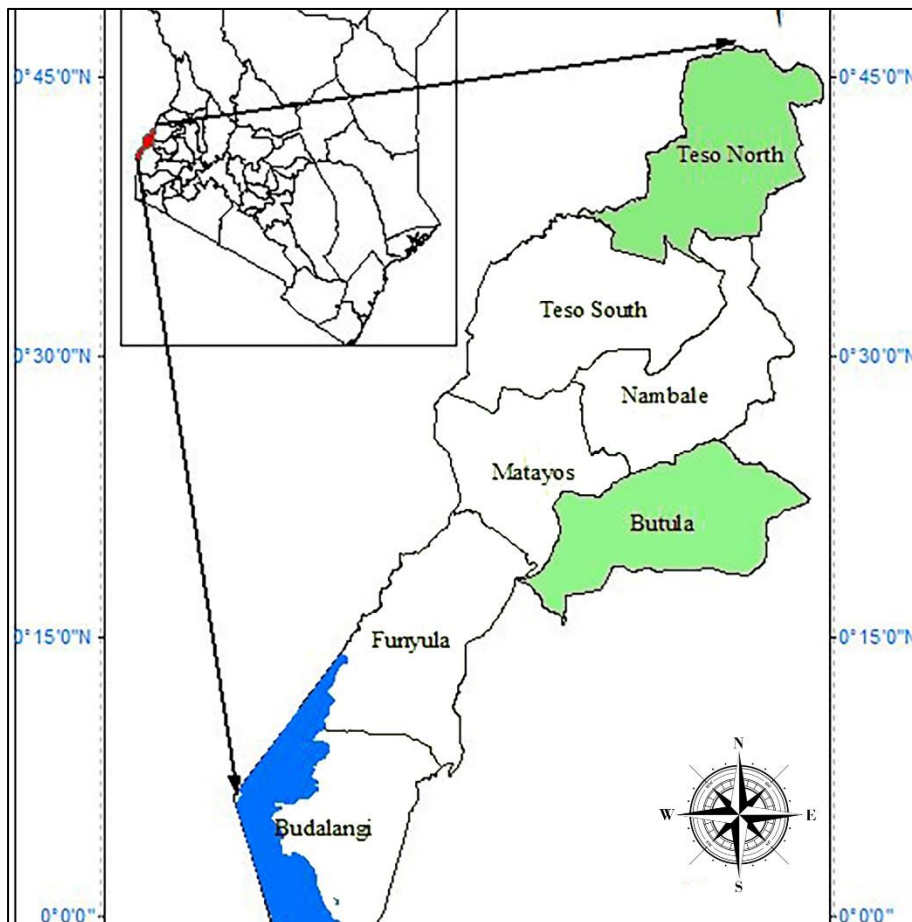 0°45'0"N
0°45'0"N
Teso North
Teso South
0°30'0"N
0°30'0"N
Nambale
Matayos
Butula
0°15'0"N
0°15'0"N
Funyula
N
W
E
S
Budalangi
0°0'0"
0°0'0"N